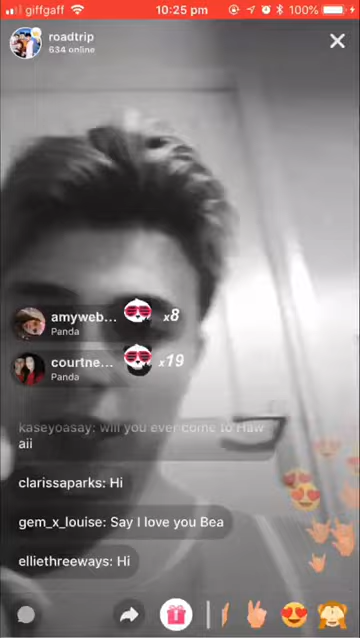 giffgaff 10:25 pm 100%
roadtrip
634 online
amyweb... x8
Panda
courtne... x19
Panda
kaseyoasay: will you ever come to Haw
aii
clarissaparks: Hi
gem_x_louise: Say I love you Bea
elliethreeways: Hi